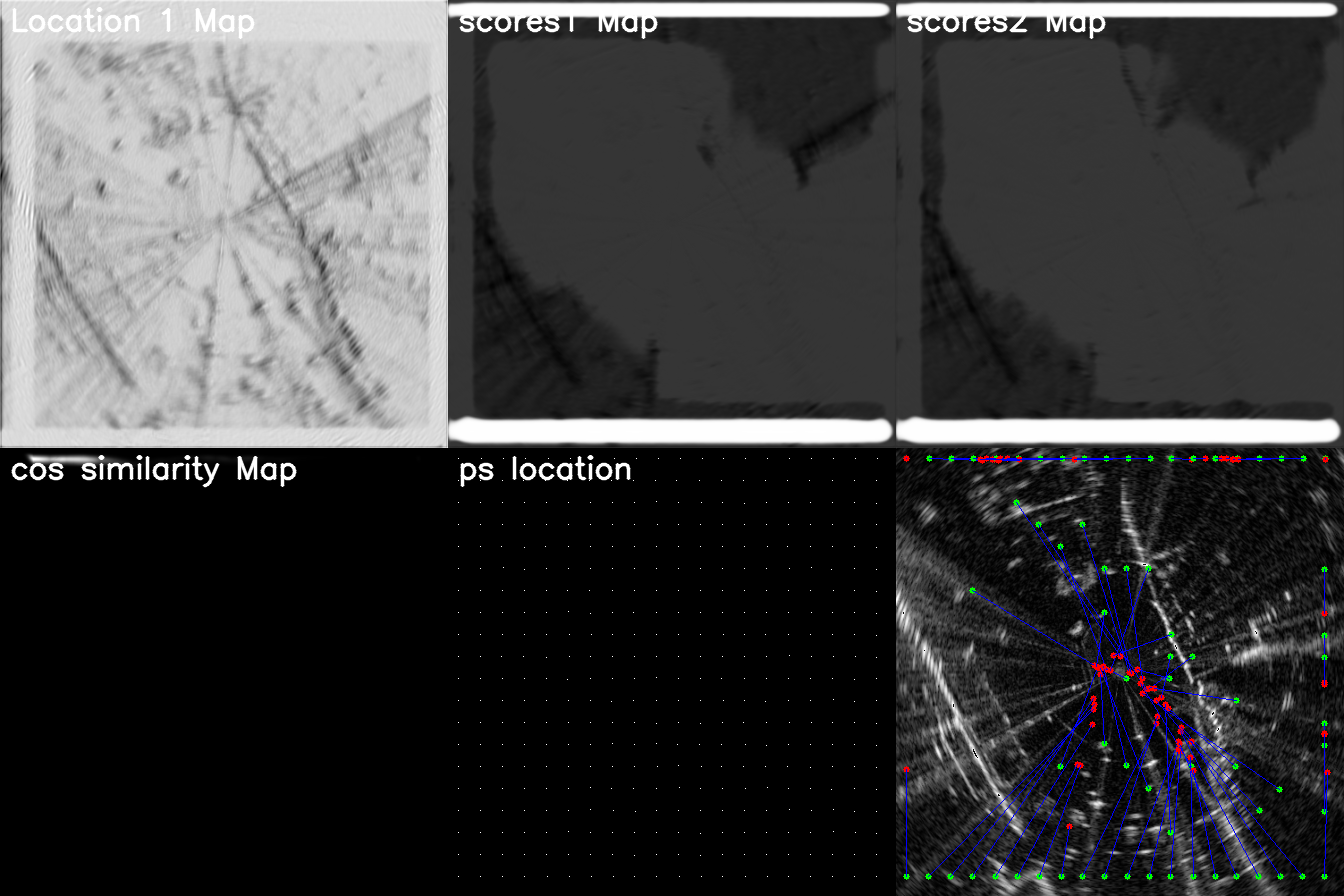 Location 1 Map
scores1 Map
scores2 Map
cos similarity Map
ps location